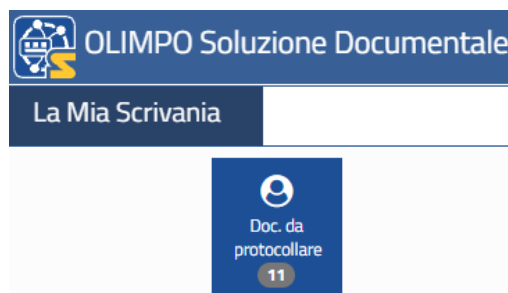 OLIMPO Soluzione Documentale
La Mia Scrivania
Doc. da
protocollare
11